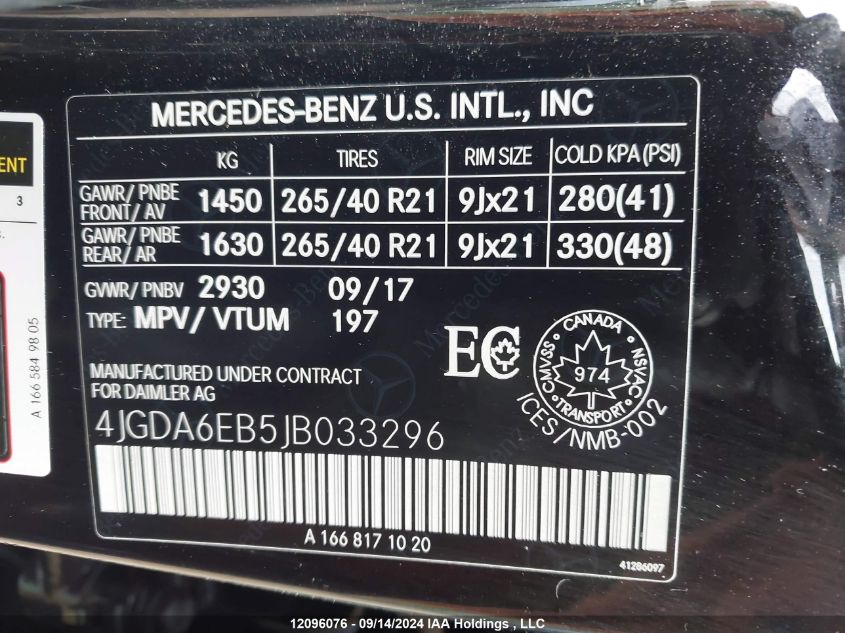 MERCEDES-BENZ U.S. INTL., INC
KG TIRES RIM SIZE COLD KPA (PSI)
GAWR/ PNBE FRONT/ AV 1450 265/40 R21 9Jx21 280(41)
GAWR/ PNBE REAR/ AR 1630 265/40 R21 9Jx21 330(48)
GVWR/ PNBV 2930 09/17
TYPE: MPV/ VTUM 197
EC
CANADA
CMVSS NSVAC
974
TRANSPORT
ICES/NMB-002
MANUFACTURED UNDER CONTRACT
FOR DAIMLER AG
4JGDA6EB5JB033296
A 166 817 10 20
41286097
ENT
3
A 166 584 98 05
12096076 - 09/14/2024 IAA Holdings , LLC